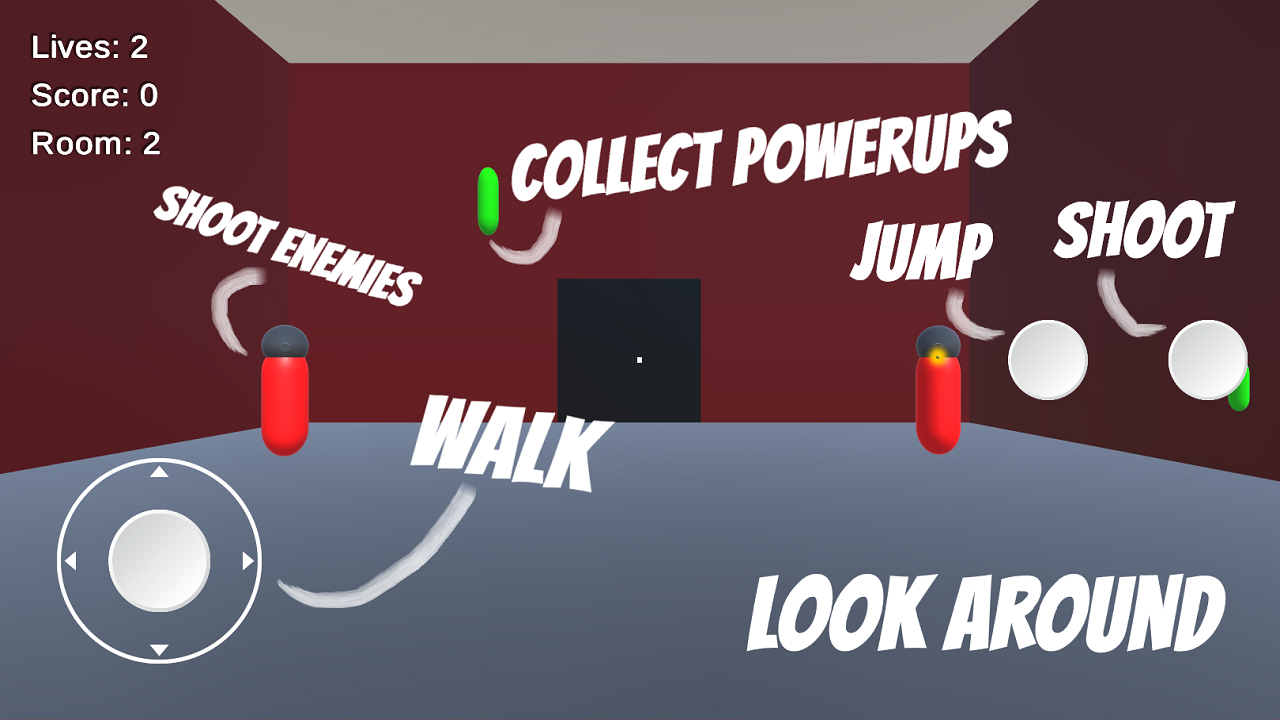 Lives: 2
Score: 0
Room: 2
COLLECT POWERUPS
SHOOT ENEMIES
JUMP
SHOOT
WALK
LOOK AROUND